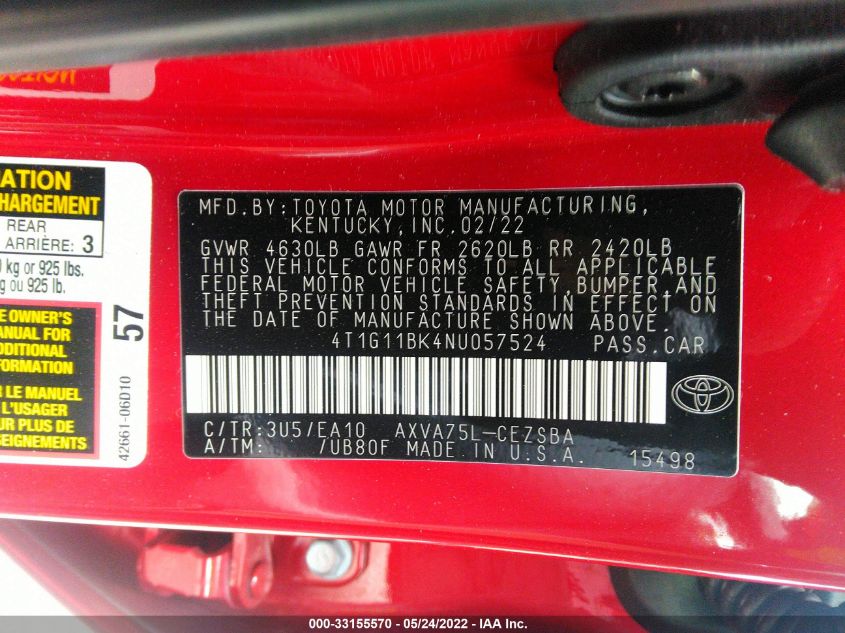 ATION
CHARGEMENT
REAR
ARRIÈRE: 3
kg or 925 lbs.
g ou 925 lb.
57
E OWNER'S
MANUAL FOR
DDITIONAL
FORMATION
R LE MANUEL
L'USAGER
UR PLUS DE
SEIGNEMENTS
42661-06D10
MFD.BY:TOYOTA MOTOR MANUFACTURING,
KENTUCKY, INC. 02/22
GVWR 4630LB GAWR FR 2620LB RR 2420LB
THIS VEHICLE CONFORMS TO ALL APPLICABLE
FEDERAL MOTOR VEHICLE SAFETY, BUMPER, AND
THEFT PREVENTION STANDARDS IN EFFECT ON
THE DATE OF MANUFACTURE SHOWN ABOVE.
4T1G11BK4NU057524 PASS.CAR
C/TR:3U5/EA10 AXVA75L-CEZSBA
A/TM: /UB80F MADE IN U.S.A. 15498
000-33155570 - 05/24/2022 - IAA Inc.